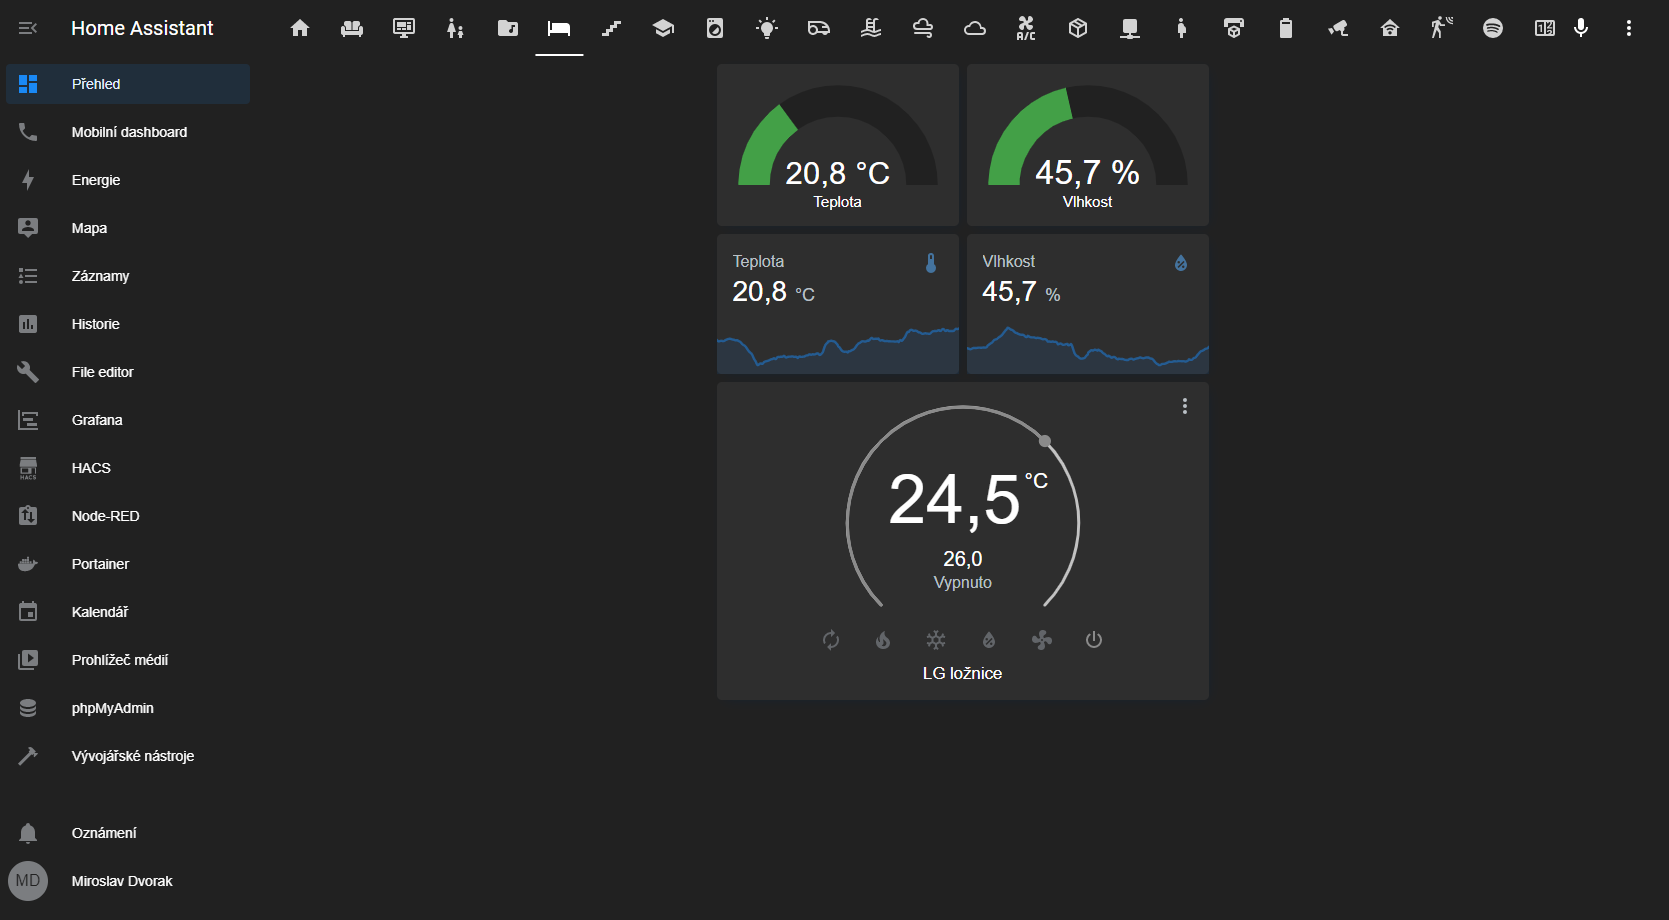 Home Assistant
A/C
Přehled
Mobilní dashboard
Energie
Mapa
Záznamy
Historie
File editor
Grafana
HACS
HACS
Node-RED
Portainer
Kalendář
Prohlížeč médií
phpMyAdmin
Vývojářské nástroje
Oznámení
MD
Miroslav Dvorak
20,8 °C
Teplota
45,7 %
Vlhkost
Teplota
20,8 °C
Vlhkost
45,7 %
24,5 °C
26,0
Vypnuto
LG ložnice